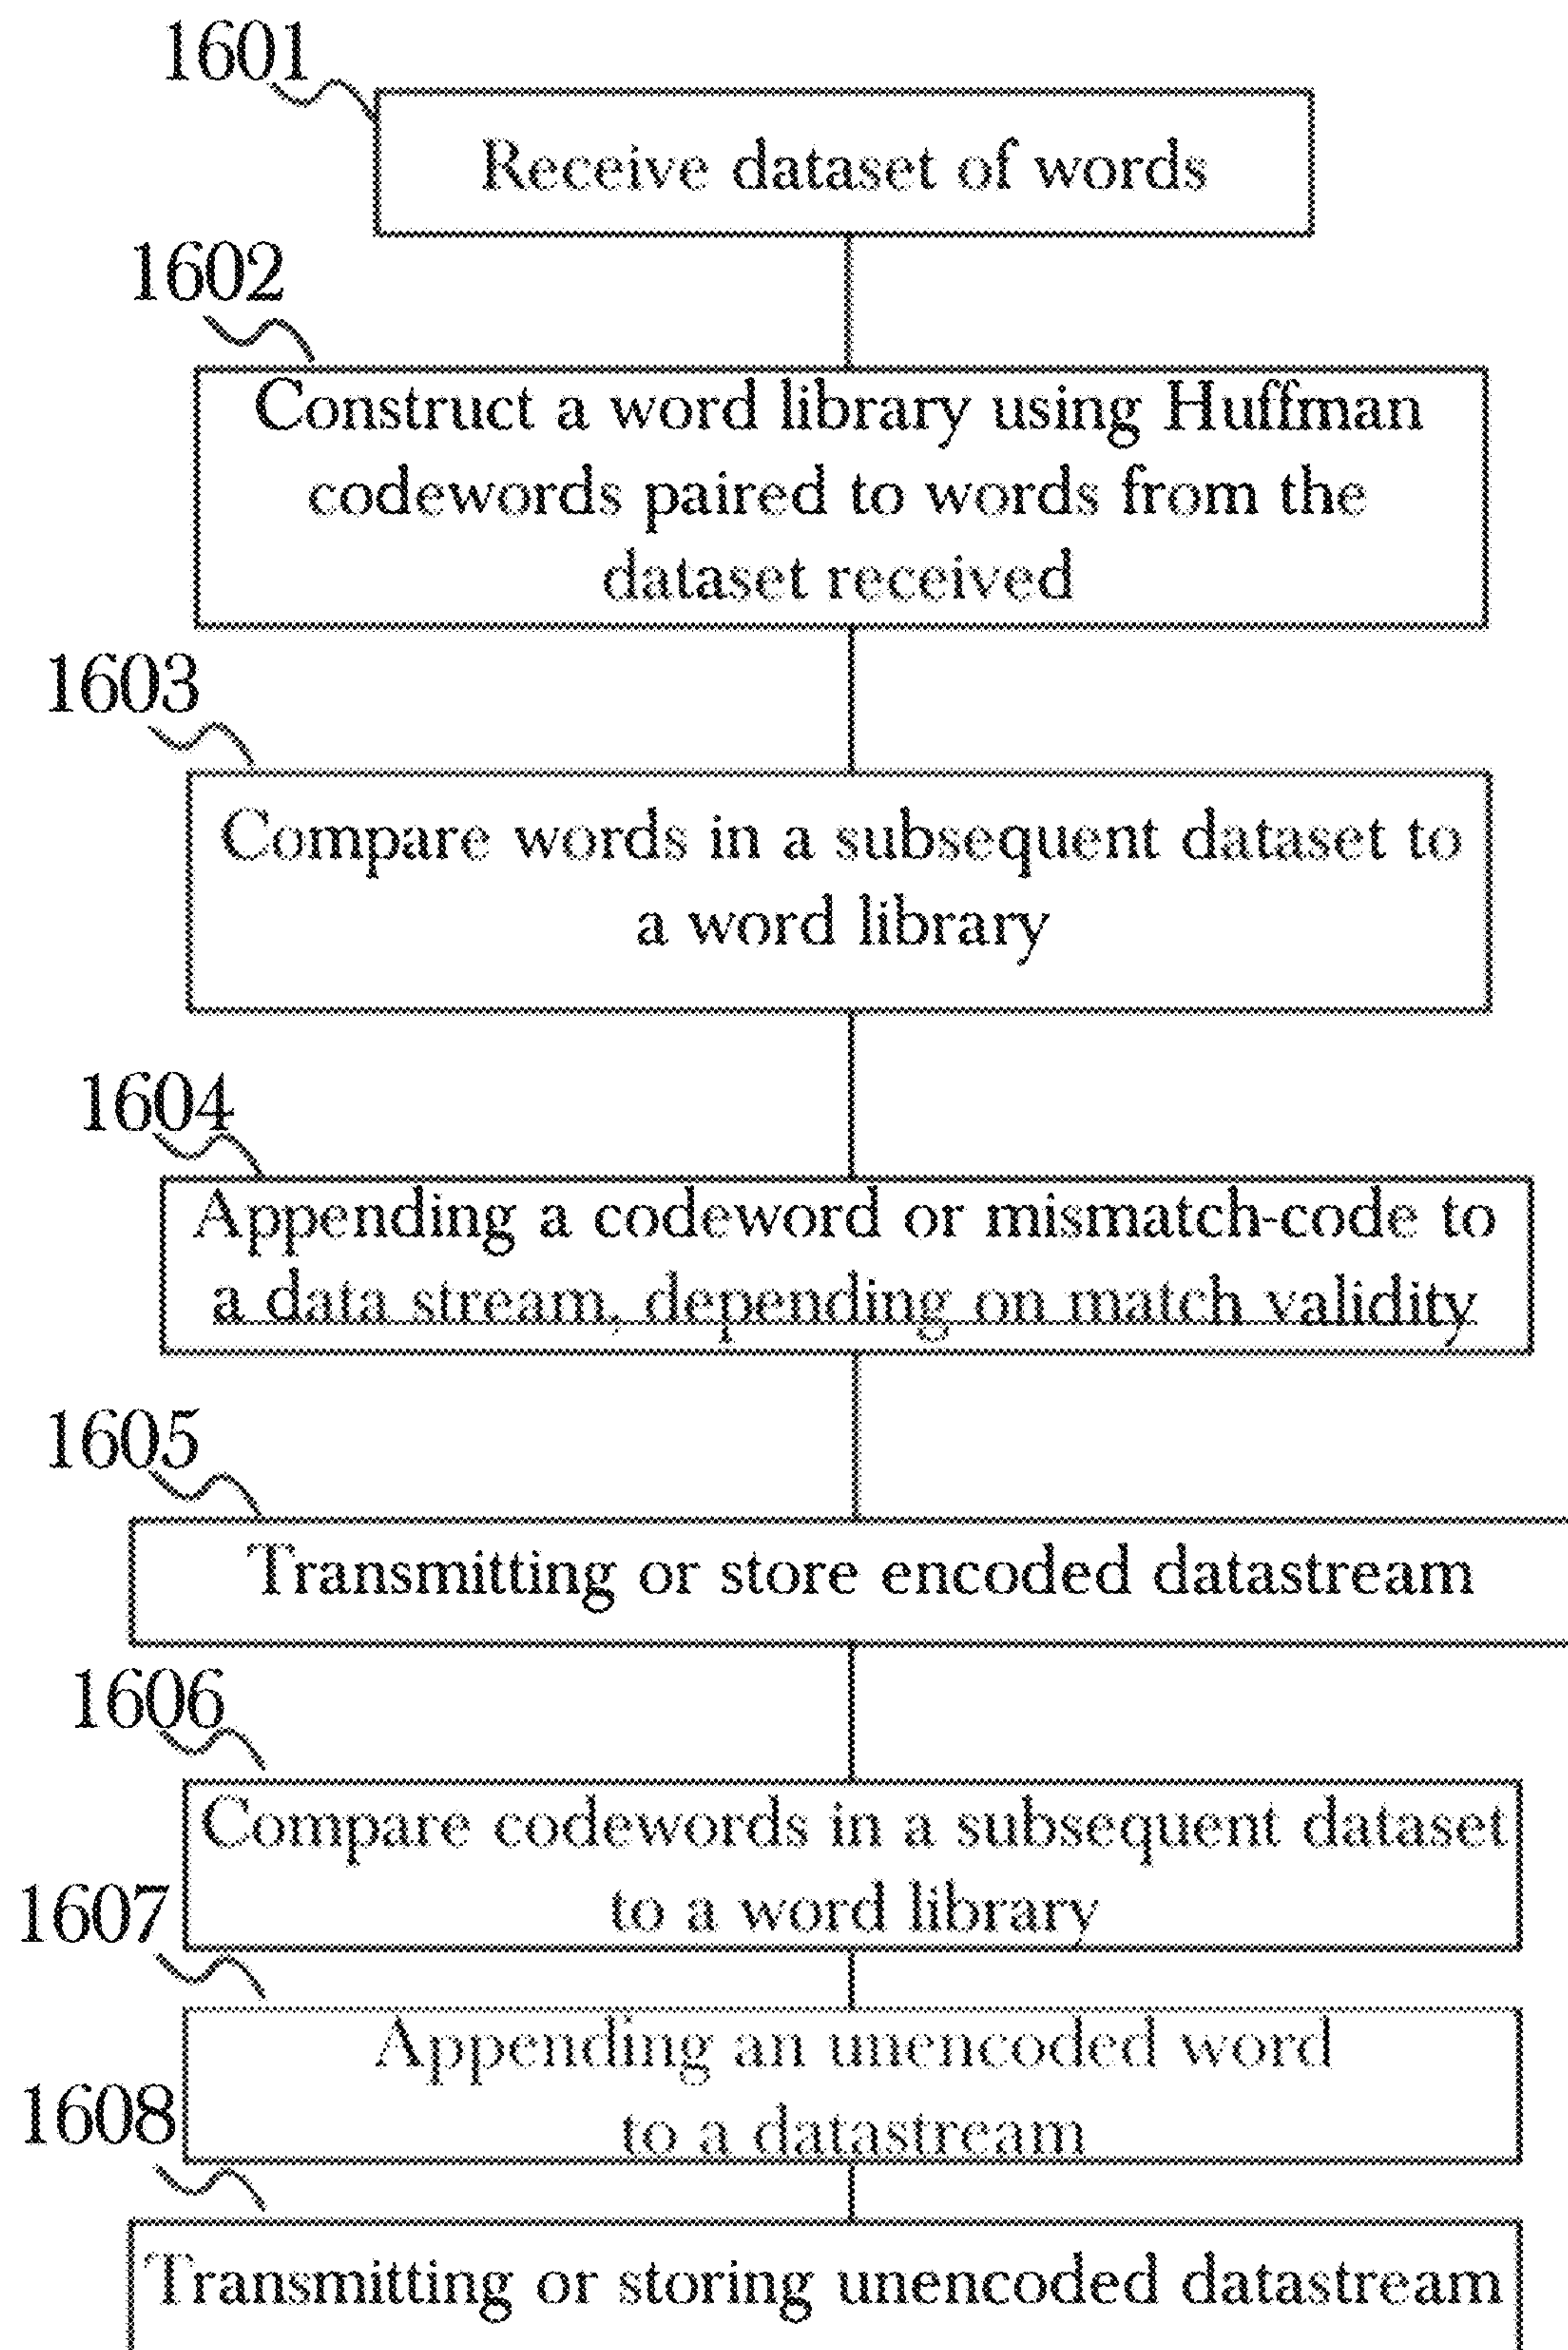 1601
Receive dataset of words
1602
Construct a word library using Huffman
codewords paired to words from the
dataset received
1603
Compare words in a subsequent dataset to
a word library
1604
Appending a codeword or mismatch-code to
a data stream, depending on match validity
1605
Transmitting or store encoded datastream
1606
Compare codewords in a subsequent dataset
to a word library
1607
Appending an unencoded word
to a datastream
1608
Transmitting or storing unencoded datastream